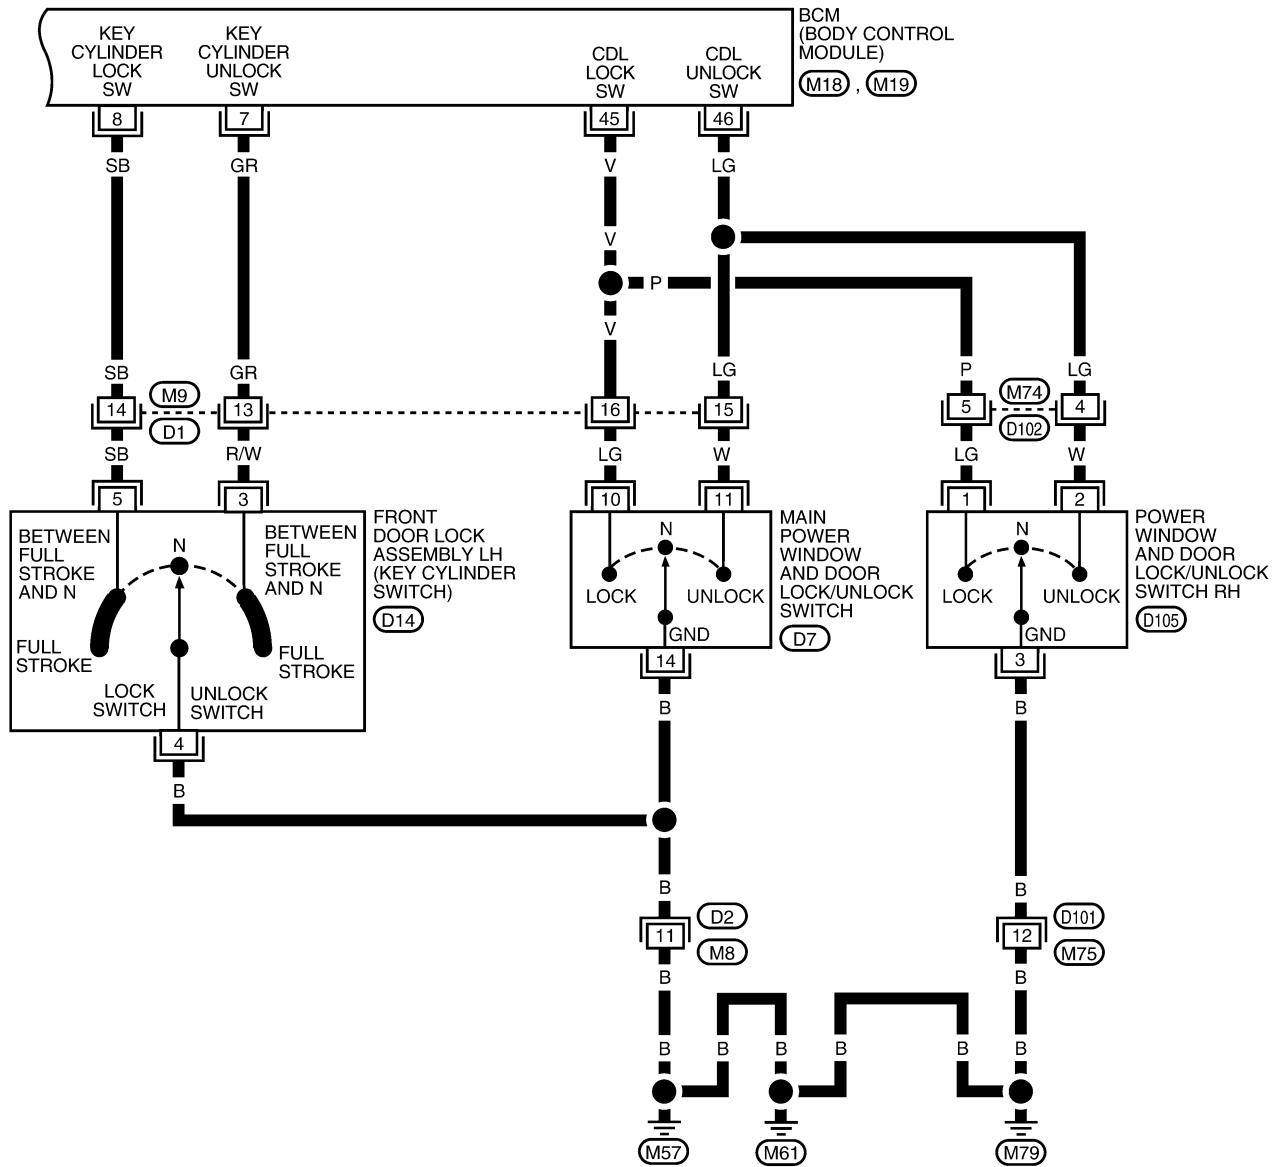 KEY
CYLINDER
LOCK
SW
KEY
CYLINDER
UNLOCK
SW
CDL
LOCK
SW
CDL
UNLOCK
SW
BCM
(BODY CONTROL
MODULE)
M18 , M19
8
7
45
46
SB
GR
V
LG
V
P
V
SB
GR
LG
P
LG
14
M9
D1
13
16
15
5
M74
D102
4
SB
R/W
LG
W
LG
W
5
3
10
11
1
2
BETWEEN
FULL
STROKE
AND N
N
BETWEEN
FULL
STROKE
AND N
FULL
STROKE
FULL
STROKE
LOCK
SWITCH
UNLOCK
SWITCH
FRONT
DOOR LOCK
ASSEMBLY LH
(KEY CYLINDER
SWITCH)
D14
N
LOCK
UNLOCK
GND
MAIN
POWER
WINDOW
AND DOOR
LOCK/UNLOCK
SWITCH
D7
N
LOCK
UNLOCK
GND
POWER
WINDOW
AND DOOR
LOCK/UNLOCK
SWITCH RH
D105
4
14
3
B
B
B
B
B
11
D2
M8
12
D101
M75
B
B
B
B
B
B
B
B
M57
M61
M79